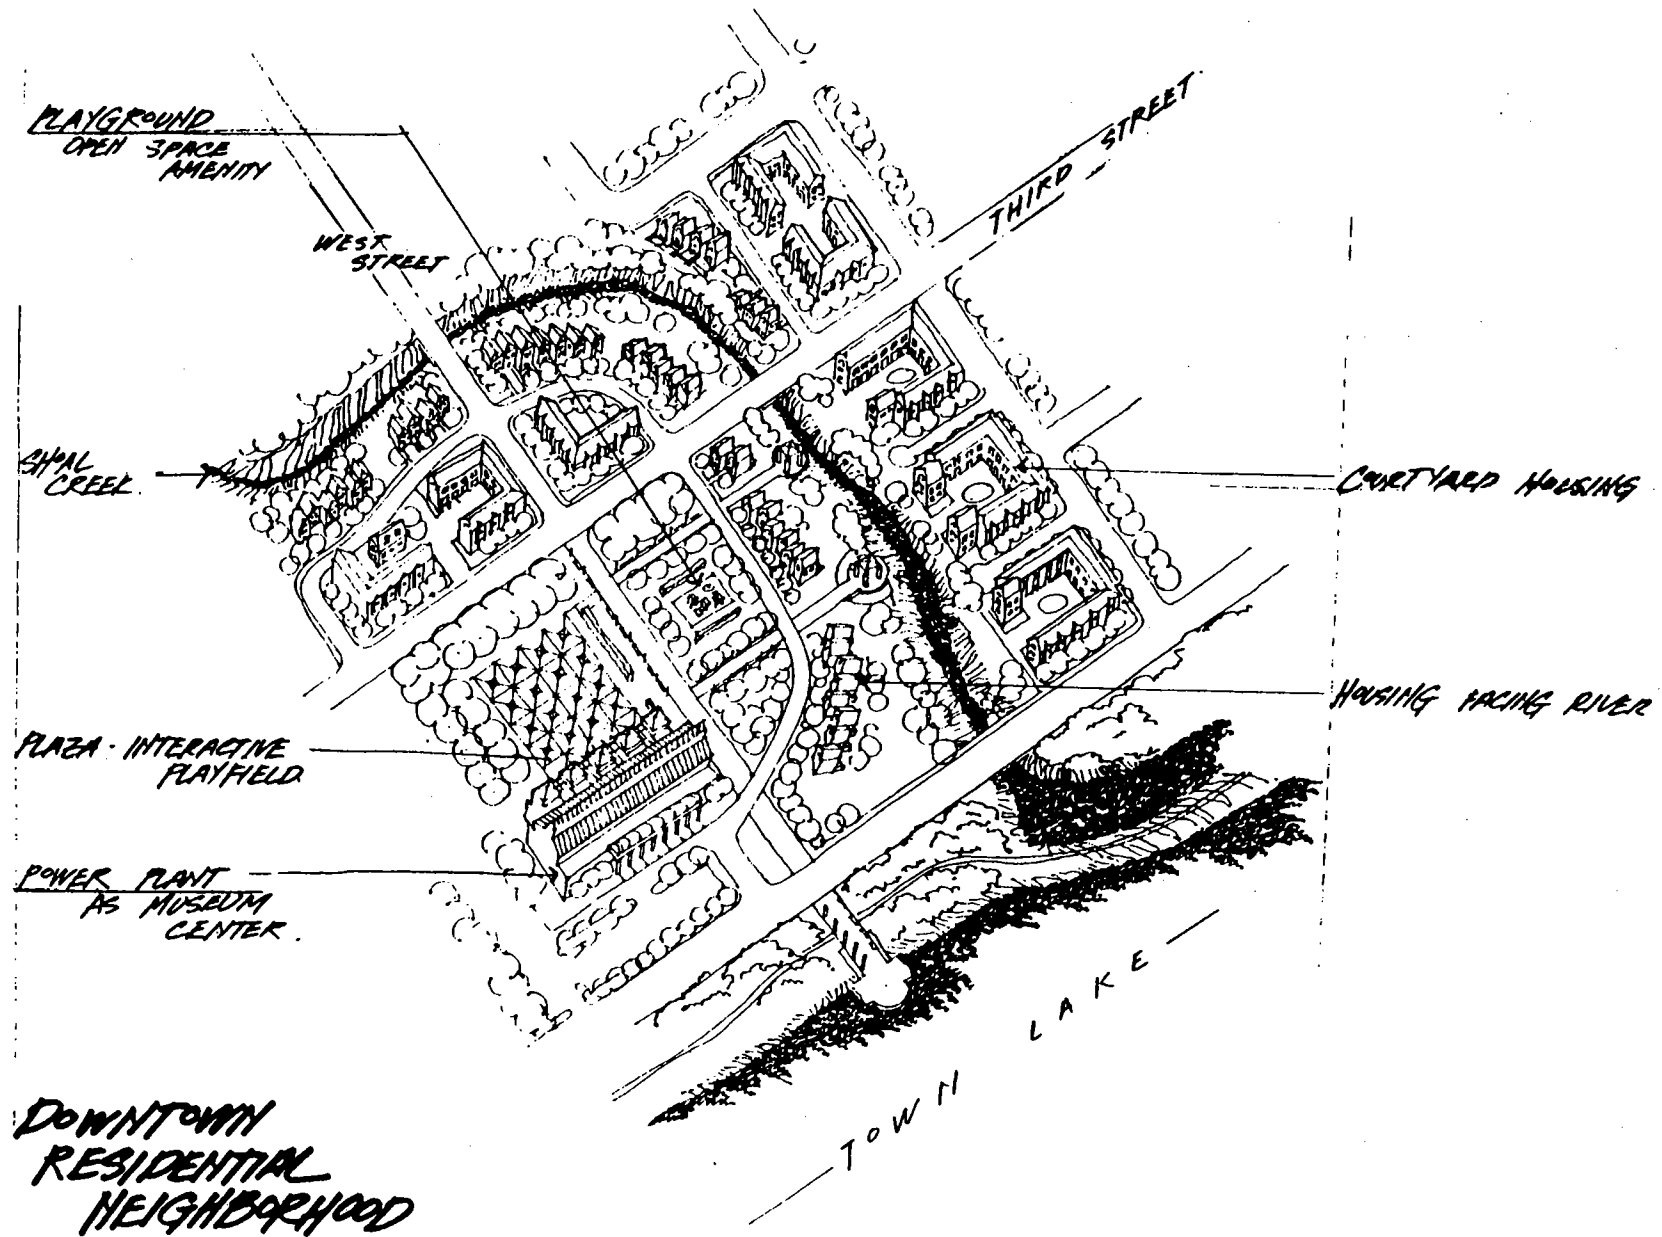 PLAYGROUND
OPEN SPACE
AMENITY
WEST
STREET
THIRD STREET
SHOAL
CREEK.
COURTYARD HOUSING
HOUSING FACING RIVER
PLAZA - INTERACTIVE
PLAYFIELD
POWER PLANT
AS MUSEUM
CENTER.
TOWN LAKE
DOWNTOWN
RESIDENTIAL
NEIGHBORHOOD